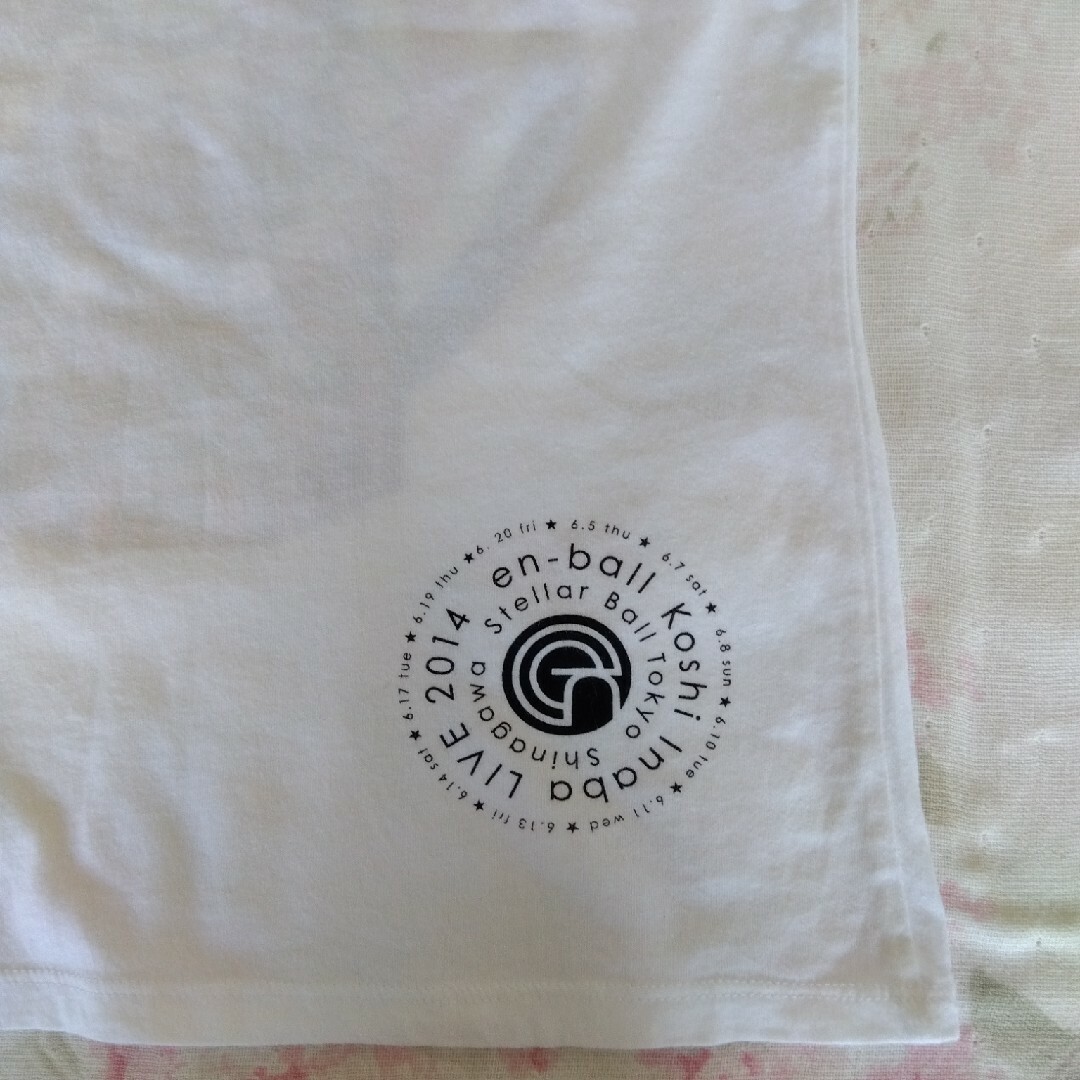 6.5 thu ★ 6.7 sat ★ 6.8 sun ★ 6.10 tue ★ 6.11 wed ★ 6.13 fri ★ 6.14 sat ★ 6.17 tue ★ 6.19 thu ★ 6.20 fri ★
en-ball Koshi Inaba LIVE 2014
Stellar Ball Tokyo Shinagawa
en